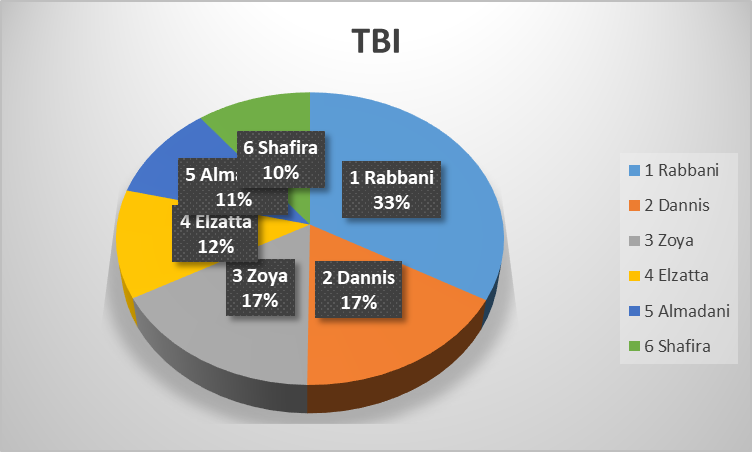 TBI
6 Shafira
10%
5 Alma
11%
1 Rabbani
33%
4 Elzatta
12%
3 Zoya
17%
2 Dannis
17%
1 Rabbani
2 Dannis
3 Zoya
4 Elzatta
5 Almadani
6 Shafira